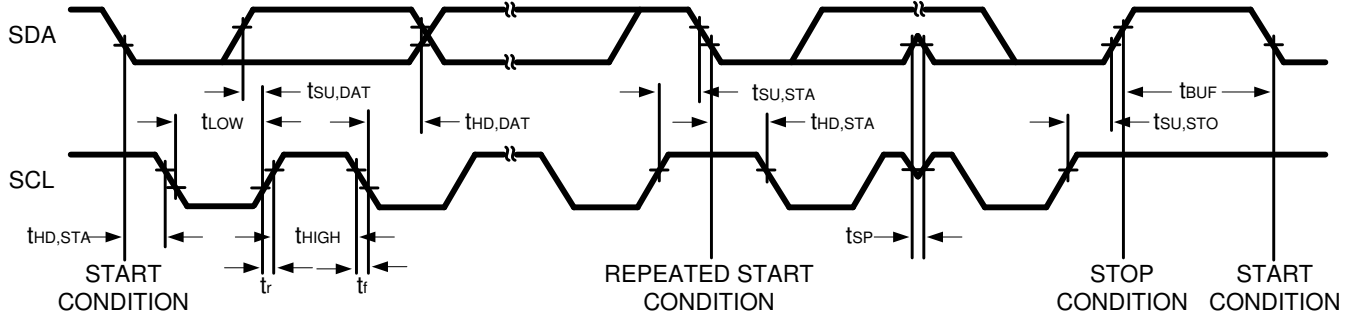 SDA
tSU,DAT
tSU,STA
tBUF
tLOW
tHD,DAT
tHD,STA
tSU,STO
SCL
tHD,STA
tHIGH
tSP
START
CONDITION
tr
tf
REPEATED START
CONDITION
STOP
CONDITION
START
CONDITION